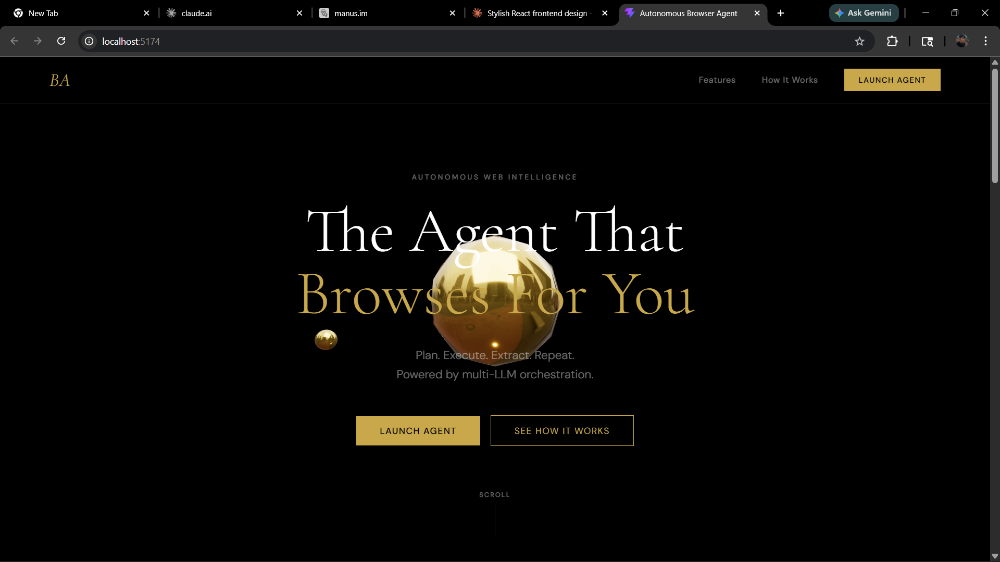 New Tab
claude.ai
manus.im
Stylish React frontend design -
Autonomous Browser Agent
Ask Gemini
localhost:5174
BA
Features
How It Works
LAUNCH AGENT
AUTONOMOUS WEB INTELLIGENCE
The Agent That
Browses For You
Plan. Execute. Extract. Repeat.
Powered by multi-LLM orchestration.
LAUNCH AGENT
SEE HOW IT WORKS
SCROLL